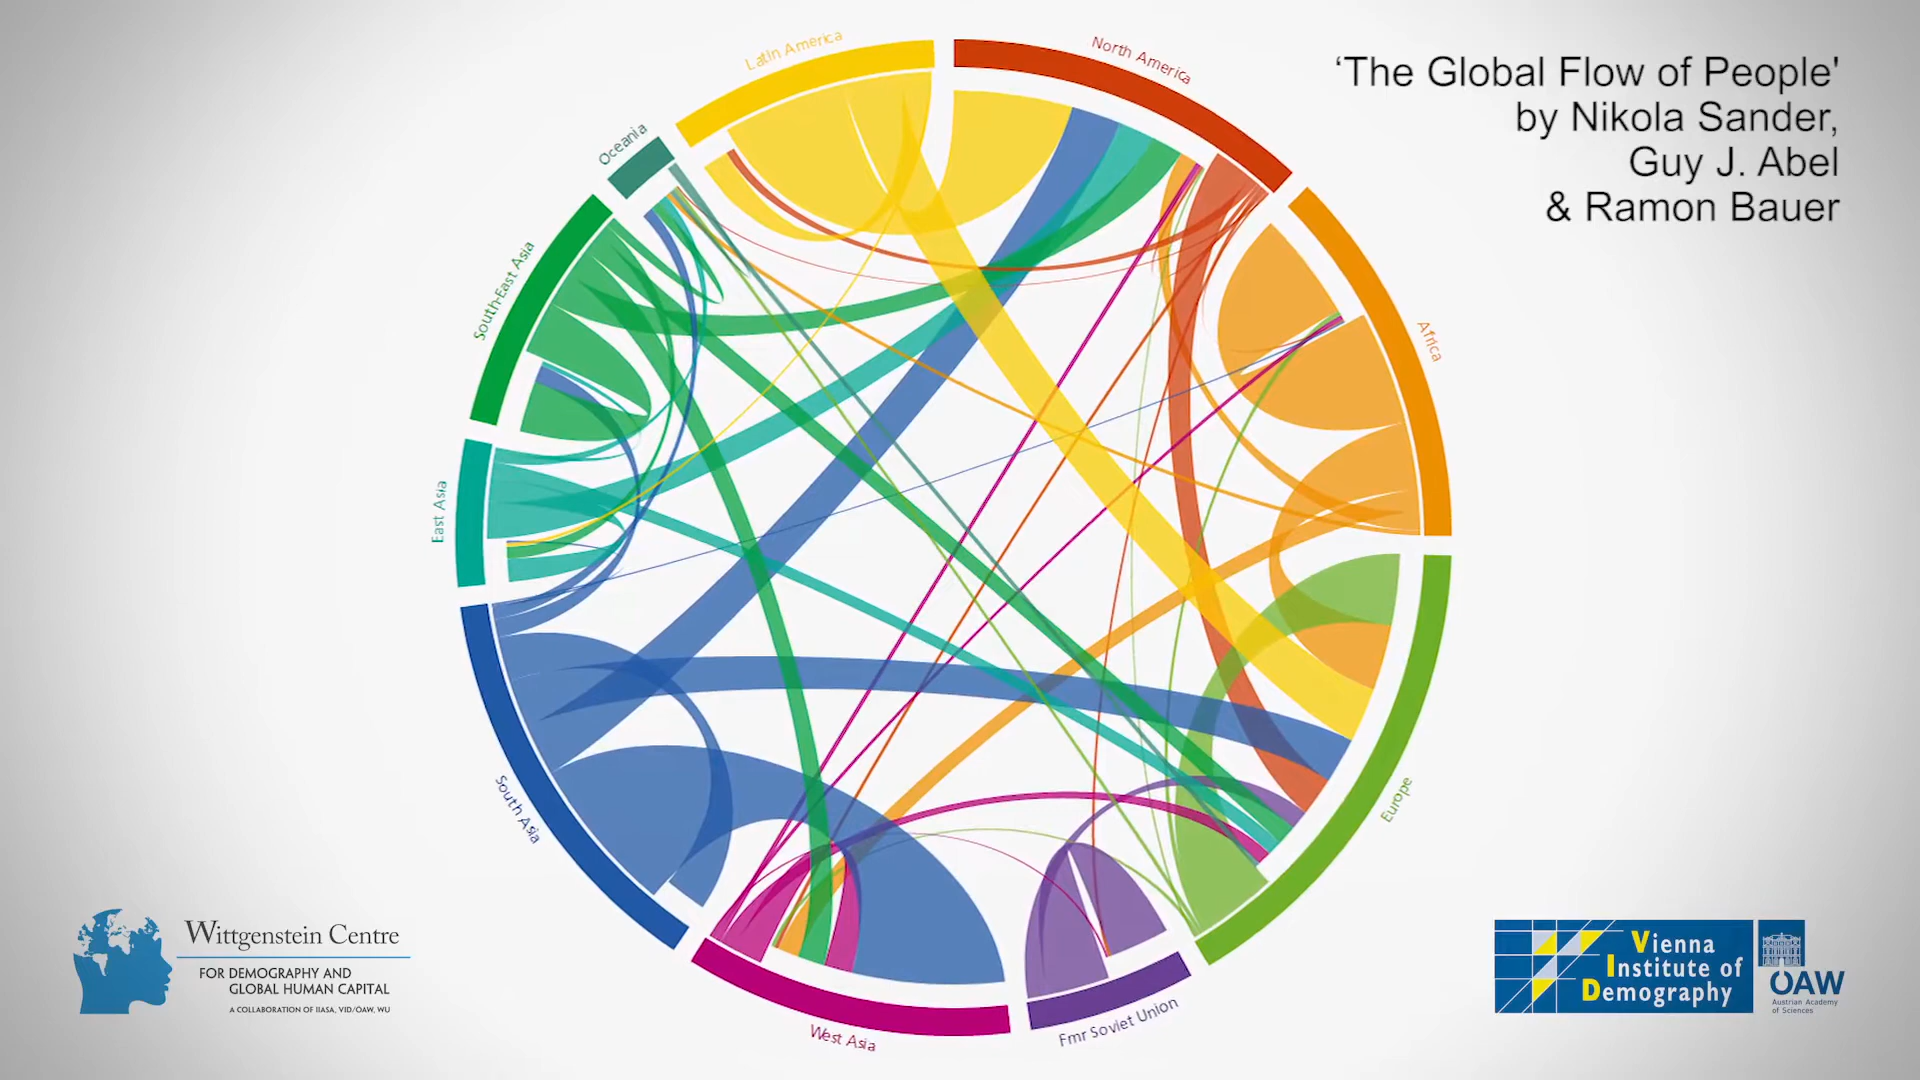 ‘The Global Flow of People'
by Nikola Sander,
Guy J. Abel
& Ramon Bauer
Latin America
North America
Oceania
South-East Asia
Africa
East Asia
South Asia
Europe
West Asia
Fmr Soviet Union
Wittgenstein Centre
FOR DEMOGRAPHY AND
GLOBAL HUMAN CAPITAL
A COLLABORATION OF IIASA, VID/ÖAW, WU
Vienna
Institute of
Demography
ÖAW
Austrian Academy
of Sciences